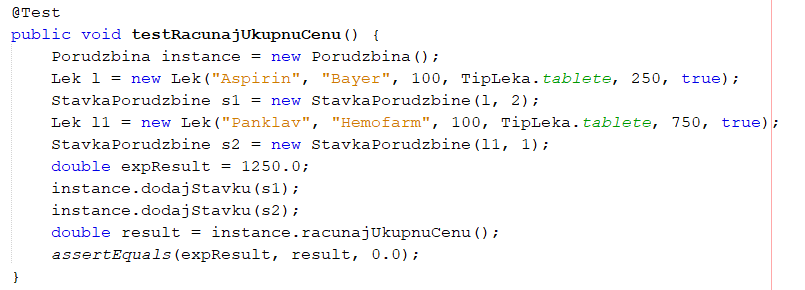 @Test
public void testRacunajUkupnuCenu() {
    Porudzbina instance = new Porudzbina();
    Lek l = new Lek("Aspirin", "Bayer", 100, TipLeka.tablete, 250, true);
    StavkaPorudzbine s1 = new StavkaPorudzbine(l, 2);
    Lek l1 = new Lek("Panklav", "Hemofarm", 100, TipLeka.tablete, 750, true);
    StavkaPorudzbine s2 = new StavkaPorudzbine(l1, 1);
    double expResult = 1250.0;
    instance.dodajStavku(s1);
    instance.dodajStavku(s2);
    double result = instance.racunajUkupnuCenu();
    assertEquals(expResult, result, 0.0);
}